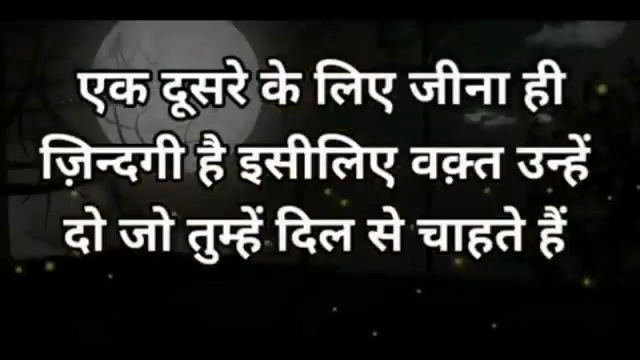 एक दूसरे के लिए जीना ही
ज़िन्दगी है इसीलिए वक़्त उन्हें
दो जो तुम्हें दिल से चाहते हैं